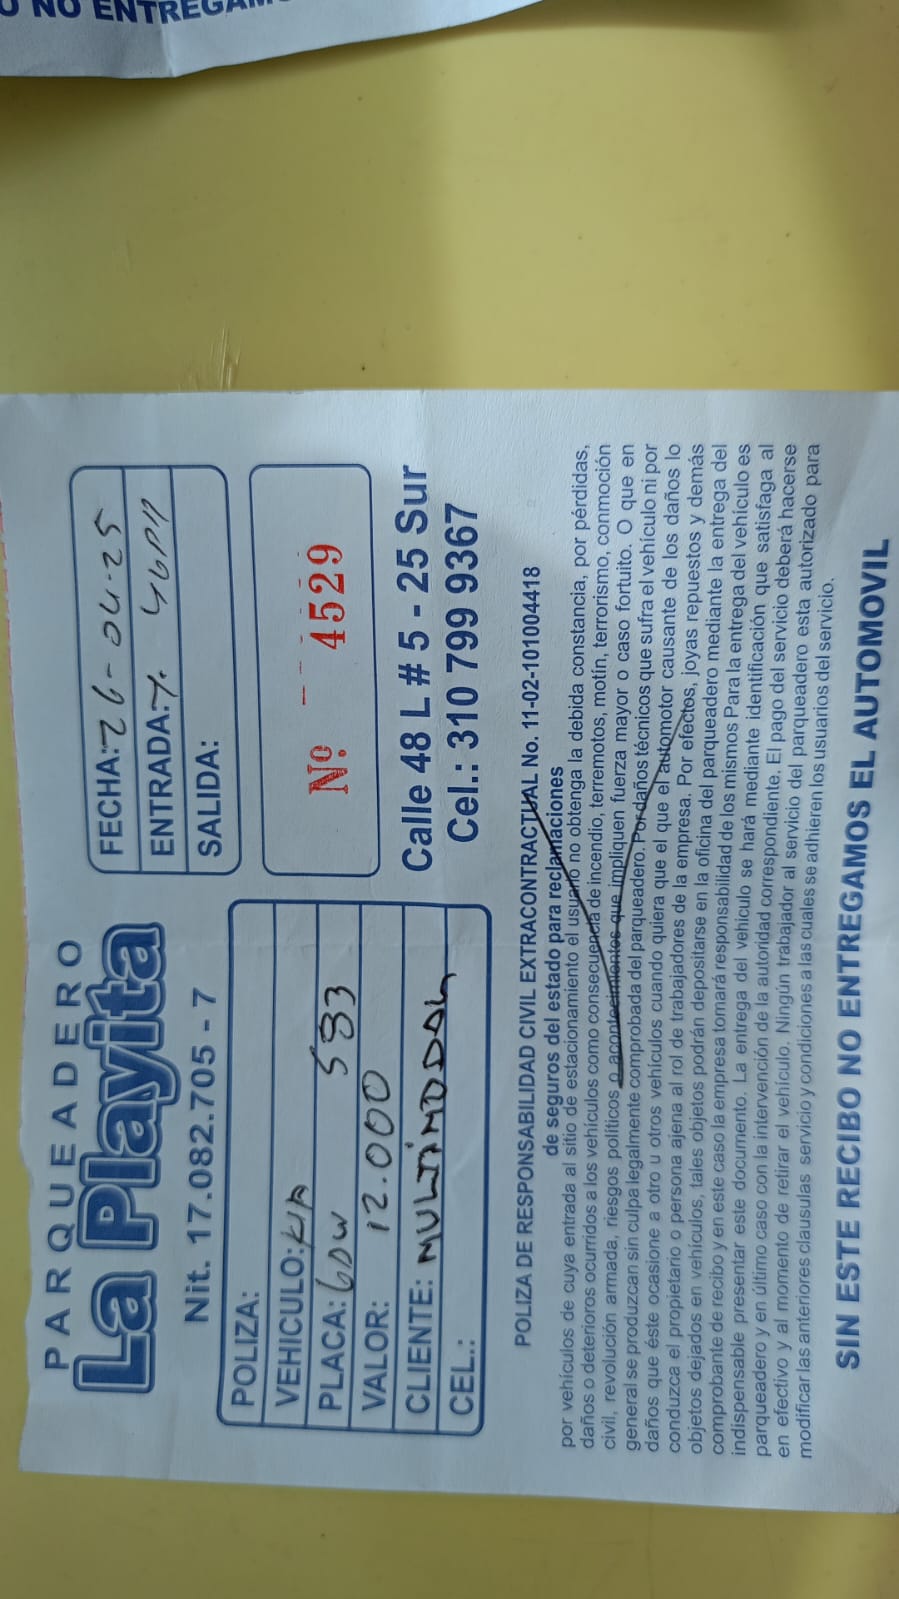 O NO ENTREGAMOS
PARQUEADERO
La Playita
Nit. 17.082.705 - 7
FECHA: 26-04-25
ENTRADA: 7.
SALIDA:
No 4529
POLIZA:
VEHICULO: KIA
PLACA: GDW 583
VALOR: 12.000
CLIENTE: MULTIMODAL
CEL.:
Calle 48 L # 5 - 25 Sur
Cel.: 310 799 9367
POLIZA DE RESPONSABILIDAD CIVIL EXTRACONTRACTUAL No. 11-02-101004418
de seguros del estado para reclamaciones
por vehículos de cuya entrada al sitio de estacionamiento el usuario no obtenga la debida constancia, por pérdidas,
daños o deterioros ocurridos a los vehículos como consecuencia de incendio, terremotos, motín, terrorismo, conmoción
civil, revolución armada, riesgos políticos o acontecimientos que impliquen fuerza mayor o caso fortuito. O que en
general se produzcan sin culpa legalmente comprobada del parqueadero. Por daños técnicos que sufra el vehículo ni por
daños que éste ocasione a otro u otros vehículos cuando quiera que el que automotor causante de los daños lo
conduzca el propietario o persona ajena al rol de trabajadores de la empresa. Por efectos, joyas repuestos y demás
objetos dejados en vehículos, tales objetos podrán depositarse en la oficina del parqueadero mediante la entrega del
comprobante de recibo y en este caso la empresa tomará responsabilidad de los mismos Para la entrega del vehículo es
indispensable presentar este documento. La entrega del vehículo se hará mediante identificación que satisfaga al
parqueadero y en último caso con la intervención de la autoridad correspondiente. El pago del servicio deberá hacerse
en efectivo y al momento de retirar el vehículo. Ningún trabajador al servicio del parqueadero esta autorizado para
modificar las anteriores clausulas servicio y condiciones a las cuales se adhieren los usuarios del servicio.
SIN ESTE RECIBO NO ENTREGAMOS EL AUTOMOVIL